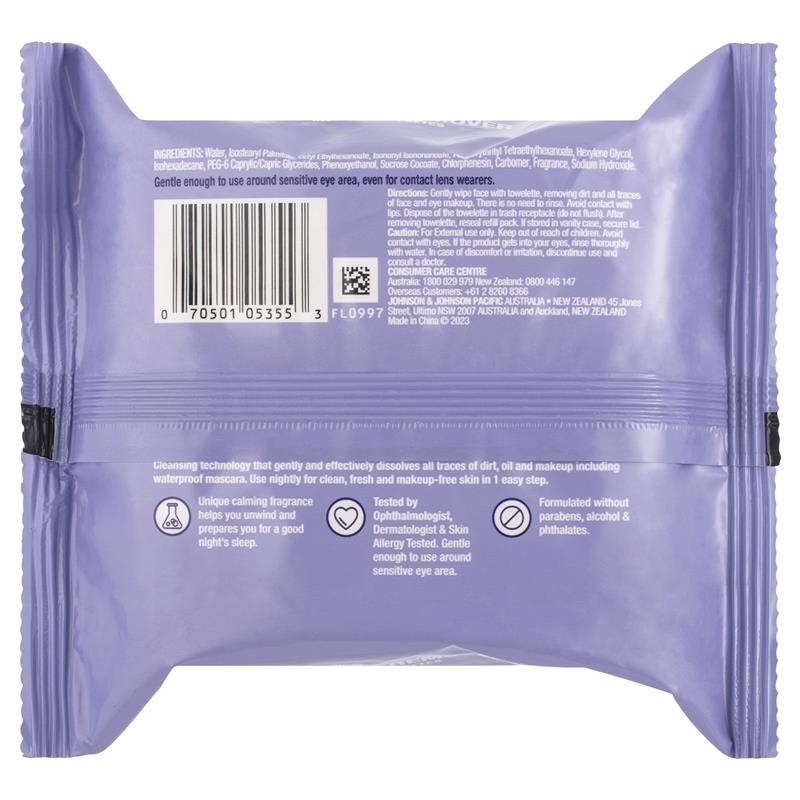 INGREDIENTS: Water, Isostearyl Palmitate, Cetyl Ethylhexanoate, Isononyl Isononanoate, Tetraethylhexanoate, Hexylene Glycol,
Isohexadecane, PEG-6 Caprylic/Capric Glycerides, Phenoxyethanol, Sucrose Cocoate, Chlorphenesin, Carbomer, Fragrance, Sodium Hydroxide.
Gentle enough to use around sensitive eye area, even for contact lens wearers.
Directions: Gently wipe face with towelette, removing dirt and all traces
of face and eye makeup. There is no need to rinse. Avoid contact with
lips. Dispose of the towelette in trash receptacle (do not flush). After
removing towelette, reseal refill pack. If stored in vanity case, secure lid.
Caution: For External use only. Keep out of reach of children. Avoid
contact with eyes. If the product gets into your eyes, rinse thoroughly
with water. In case of discomfort or irritation, discontinue use and
consult a doctor.
CONSUMER CARE CENTRE
Australia: 1800 029 979 New Zealand: 0800 446 147
Overseas Customers: +61 2 8260 8366
JOHNSON & JOHNSON PACIFIC AUSTRALIA • NEW ZEALAND 45 Jones
Street, Ultimo NSW 2007 AUSTRALIA and Auckland, NEW ZEALAND
Made in China © 2023
0 70501 05355 3
FL0997
Cleansing technology that gently and effectively dissolves all traces of dirt, oil and makeup including
waterproof mascara. Use nightly for clean, fresh and makeup-free skin in 1 easy step.
Unique calming fragrance
helps you unwind and
prepares you for a good
night's sleep.
Tested by
Ophthalmologist,
Dermatologist & Skin
Allergy Tested. Gentle
enough to use around
sensitive eye area.
Formulated without
parabens, alcohol &
phthalates.